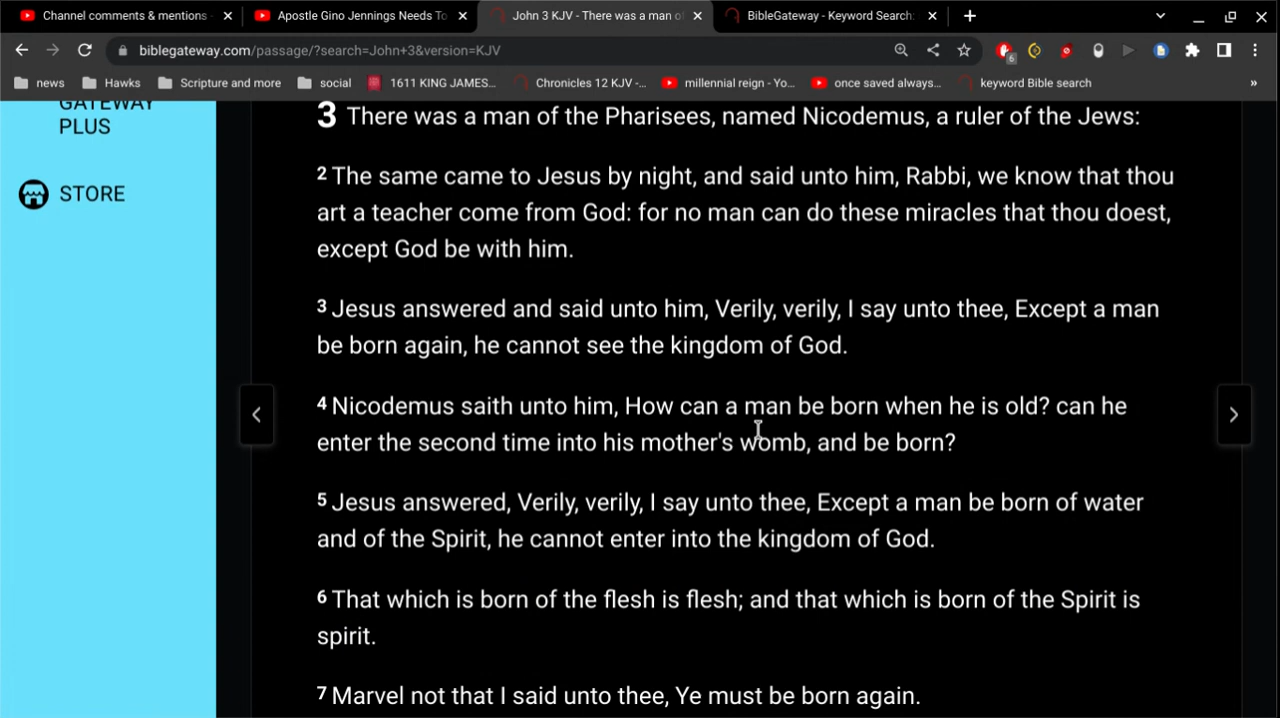 Channel comments & mentions -
Apostle Gino Jennings Needs To
John 3 KJV - There was a man of
BibleGateway - Keyword Search:
biblegateway.com/passage/?search=John+3&version=KJV
6
news
Hawks
Scripture and more
social
1611 KING JAMES...
Chronicles 12 KJV -...
millennial reign - Yo...
once saved always...
keyword Bible search
»
GATEWAY
PLUS
STORE
3 There was a man of the Pharisees, named Nicodemus, a ruler of the Jews:
2 The same came to Jesus by night, and said unto him, Rabbi, we know that thou
art a teacher come from God: for no man can do these miracles that thou doest,
except God be with him.
3 Jesus answered and said unto him, Verily, verily, I say unto thee, Except a man
be born again, he cannot see the kingdom of God.
4 Nicodemus saith unto him, How can a man be born when he is old? can he
enter the second time into his mother's womb, and be born?
5 Jesus answered, Verily, verily, I say unto thee, Except a man be born of water
and of the Spirit, he cannot enter into the kingdom of God.
6 That which is born of the flesh is flesh; and that which is born of the Spirit is
spirit.
7 Marvel not that I said unto thee, Ye must be born again.